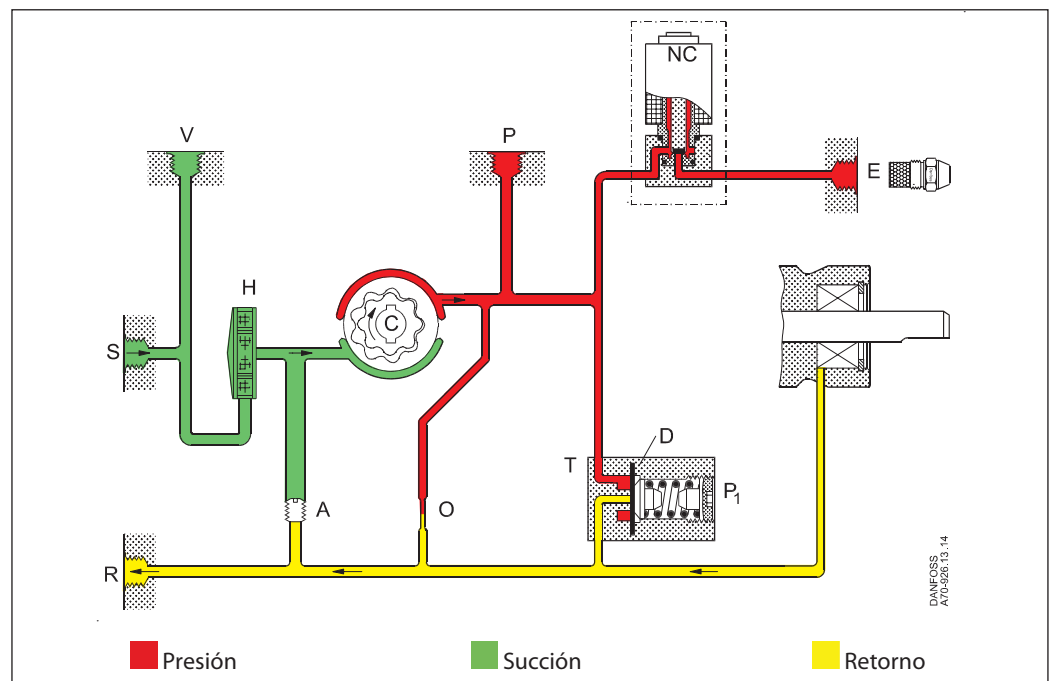 NC
V
P
E
H
S
C
D
T
P1
A
O
R
DANFOSS
A70-926.13.14
Presión
Succión
Retorno